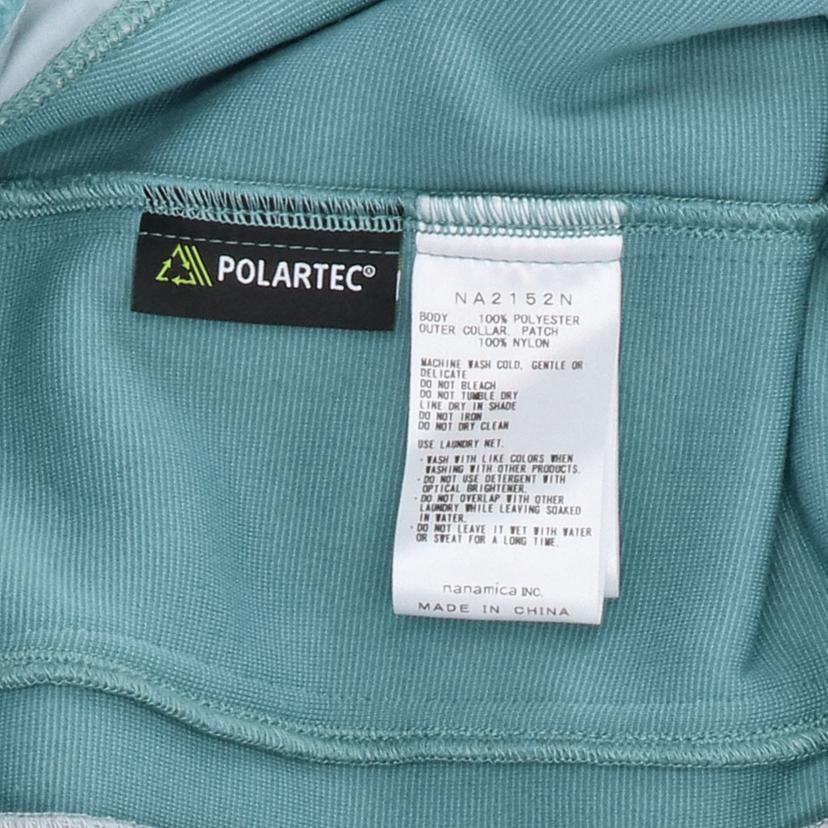 POLARTEC®
NA2152N
BODY 100% POLYESTER
OUTER COLLAR, PATCH
100% NYLON
MACHINE WASH COLD, GENTLE OR
DELICATE
DO NOT BLEACH
DO NOT TUMBLE DRY
LINE DRY IN SHADE
DO NOT IRON
DO NOT DRY CLEAN
USE LAUNDRY NET.
・WASH WITH LIKE COLORS WHEN
WASHING WITH OTHER PRODUCTS.
・DO NOT USE DETERGENT WITH
OPTICAL BRIGHTENER.
・DO NOT OVERLAP WITH OTHER
LAUNDRY WHILE LEAVING SOAKED
IN WATER.
・DO NOT LEAVE IT WET WITH WATER
OR SWEAT FOR A LONG TIME.
nanamica INC.
MADE IN CHINA